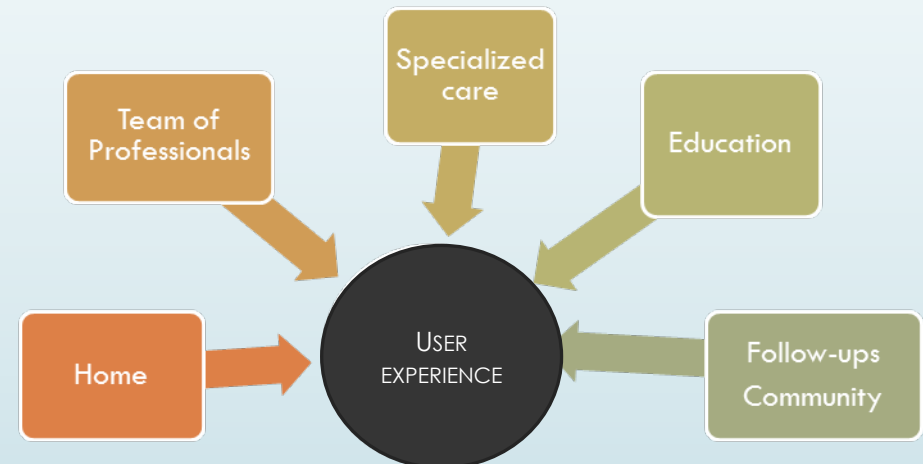 Specialized
care
Team of
Professionals
Education
Home
USER
EXPERIENCE
Follow-ups
Community